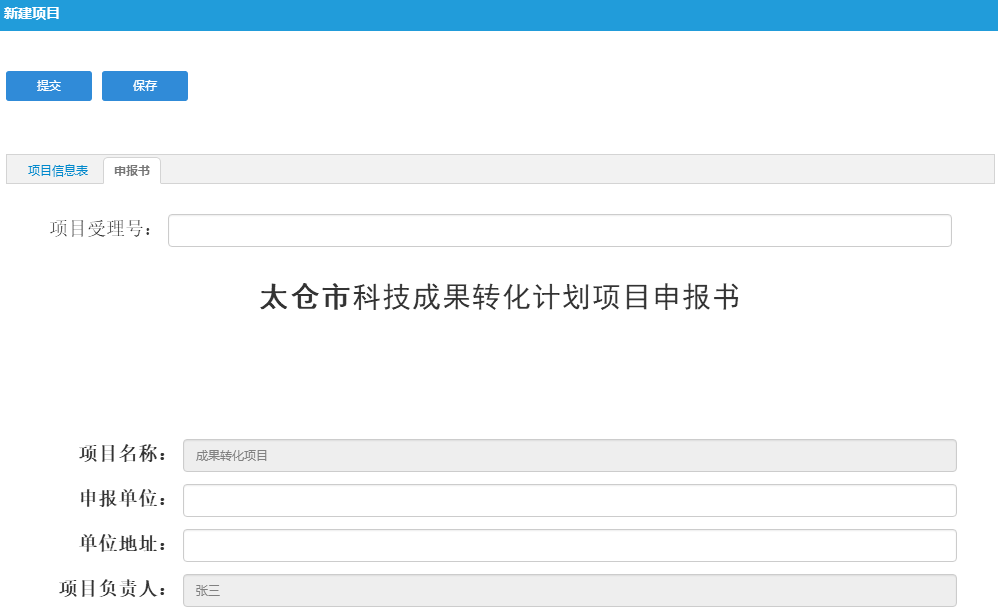 新建项目
提交 保存
项目信息表 申报书
项目受理号：
太仓市科技成果转化计划项目申报书
项目名称： 成果转化项目
申报单位：
单位地址：
项目负责人： 张三